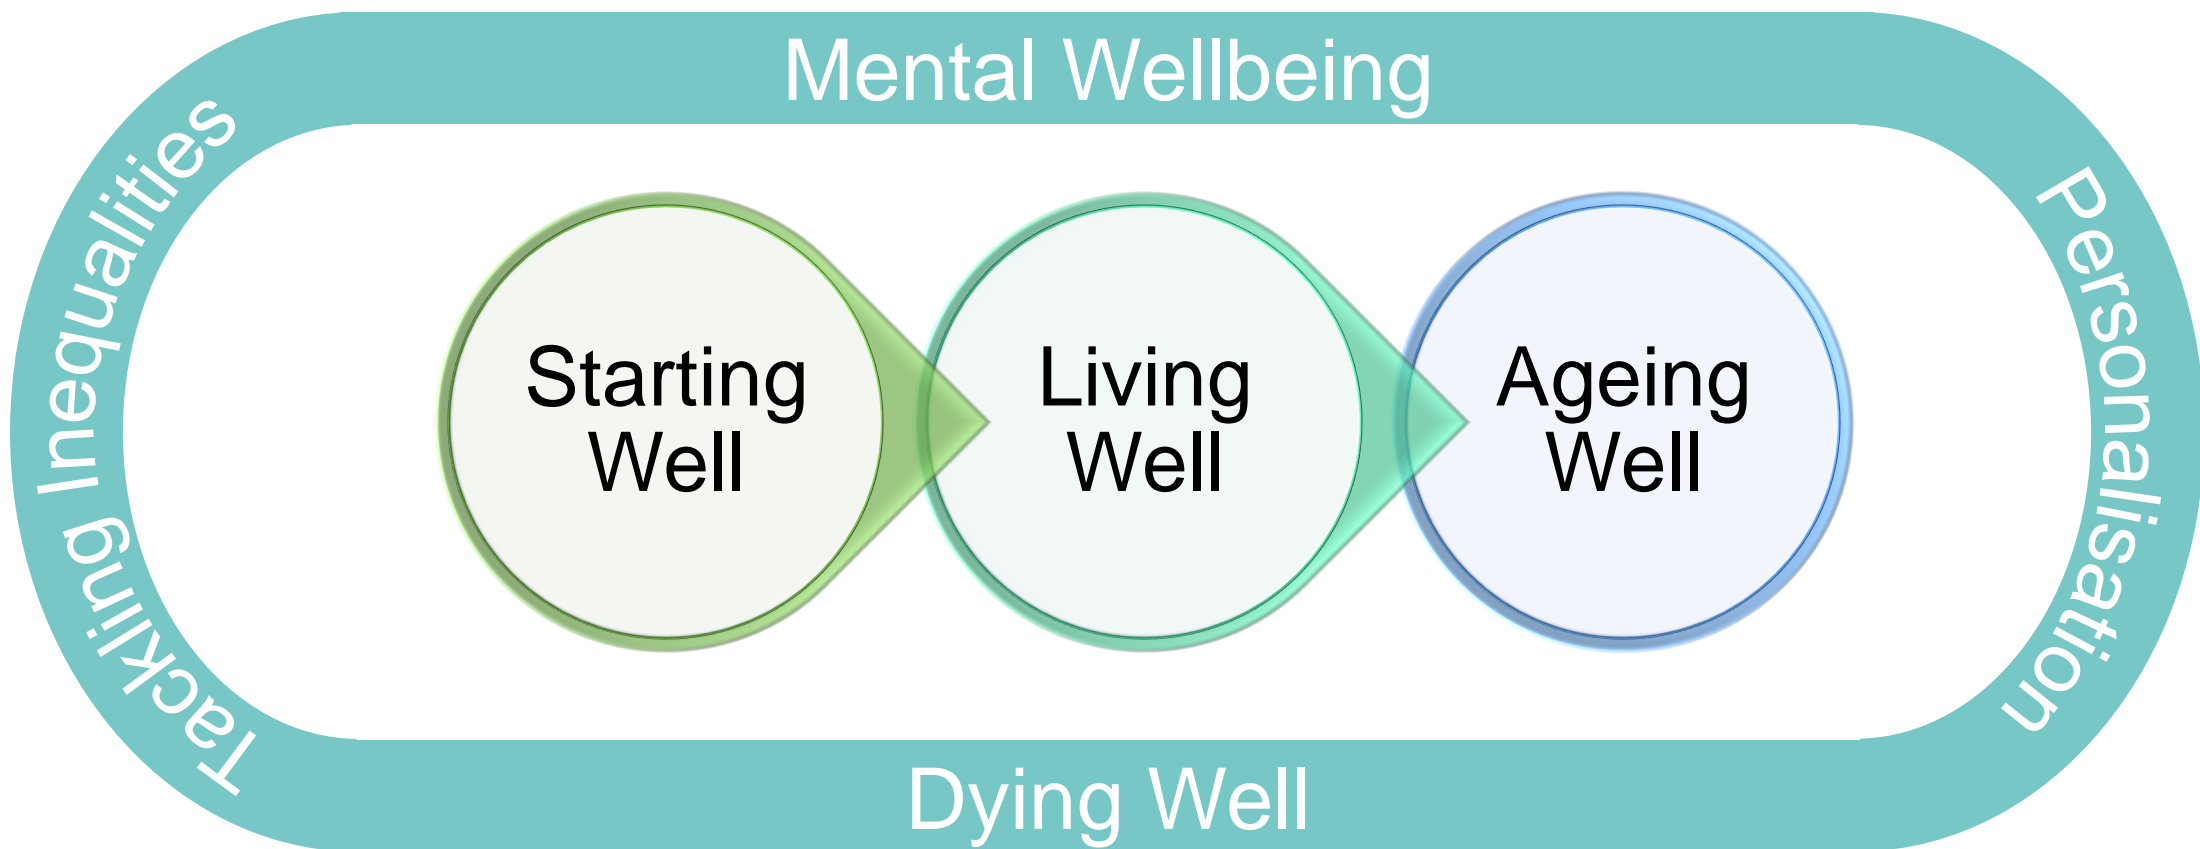 Mental Wellbeing
Tackling Inequalities
Starting
Well
Living
Well
Ageing
Well
Personalisation
Dying Well